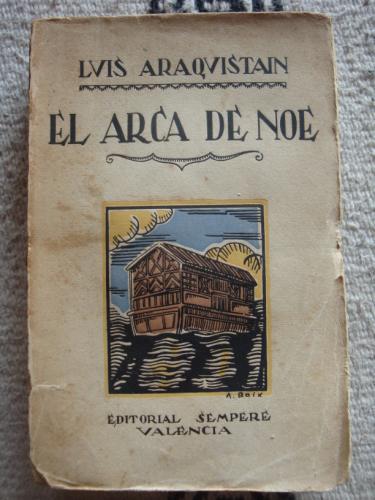 LVIS ARAQVISTAIN
EL ARCA DE NOE
A. Boix
EDITORIAL SEMPERE
VALENCIA